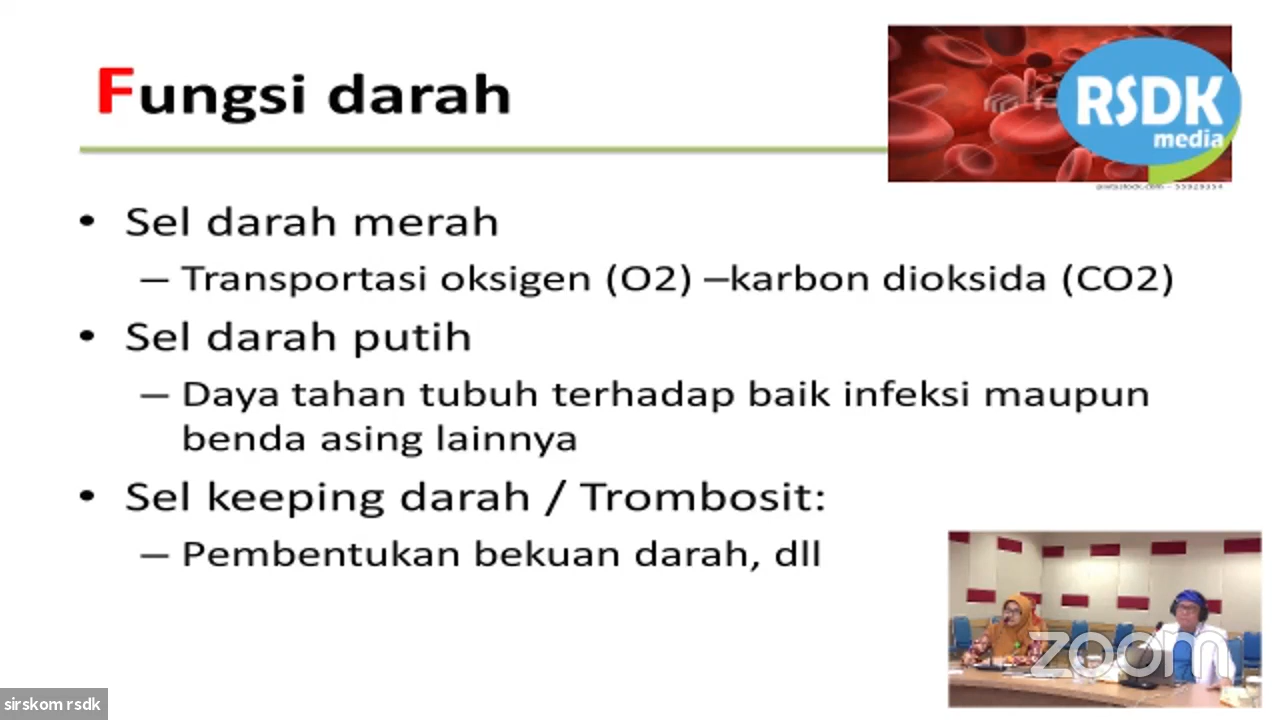 Fungsi darah
RSDK
media
• Sel darah merah
– Transportasi oksigen (O2) –karbon dioksida (CO2)
• Sel darah putih
– Daya tahan tubuh terhadap baik infeksi maupun
benda asing lainnya
• Sel keeping darah / Trombosit:
– Pembentukan bekuan darah, dll
zoom
sirskom rsdk